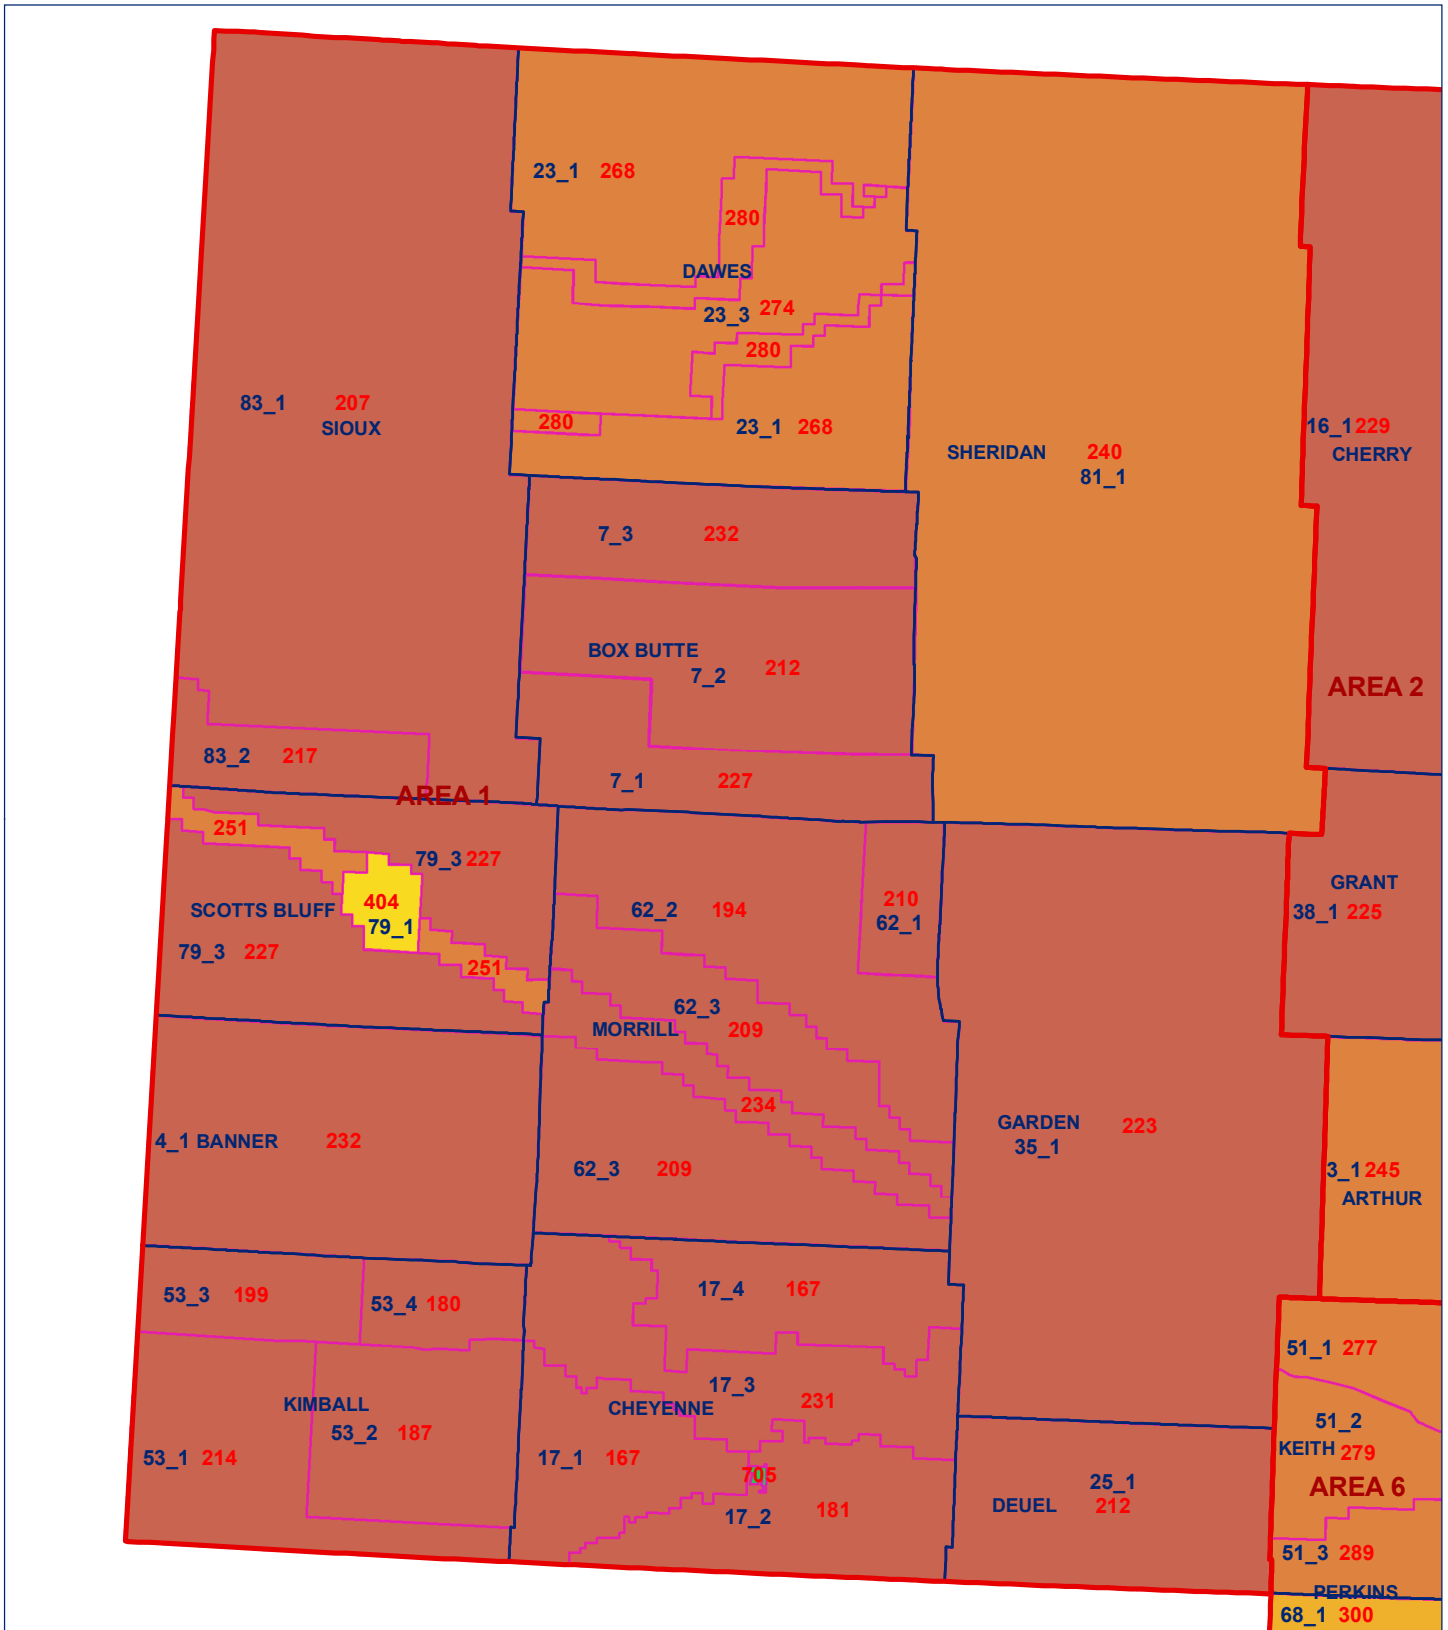 23_1 268
280
DAWES
23_3 274
280
280
23_1 268
83_1 207
SIOUX
SHERIDAN 240
81_1
16_1 229
CHERRY
7_3 232
BOX BUTTE
7_2 212
AREA 2
83_2 217
7_1 227
AREA 1
251
79_3 227
404
79_1
SCOTTS BLUFF
79_3 227
251
62_2 194
210
62_1
GRANT
38_1 225
62_3
MORRILL 209
234
62_3 209
GARDEN 223
35_1
4_1 BANNER 232
3_1 245
ARTHUR
53_3 199
53_4 180
17_4 167
51_1 277
17_3
CHEYENNE 231
KIMBALL
53_2 187
53_1 214
17_1 167
705
17_2 181
25_1
DEUEL 212
51_2
KEITH 279
AREA 6
51_3 289
PERKINS
68_1 300